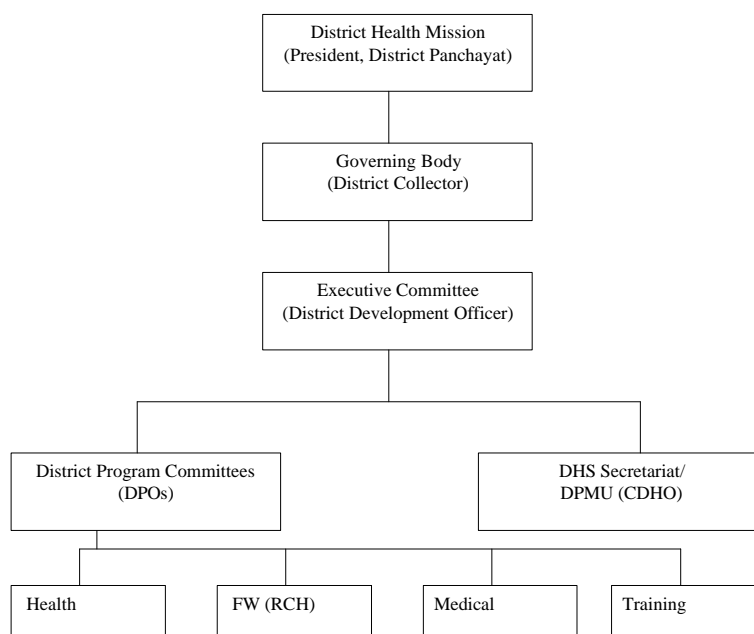 District Health Mission
(President, District Panchayat)
Governing Body
(District Collector)
Executive Committee
(District Development Officer)
District Program Committees
(DPOs)
DHS Secretariat/
DPMU (CDHO)
Health
FW (RCH)
Medical
Training